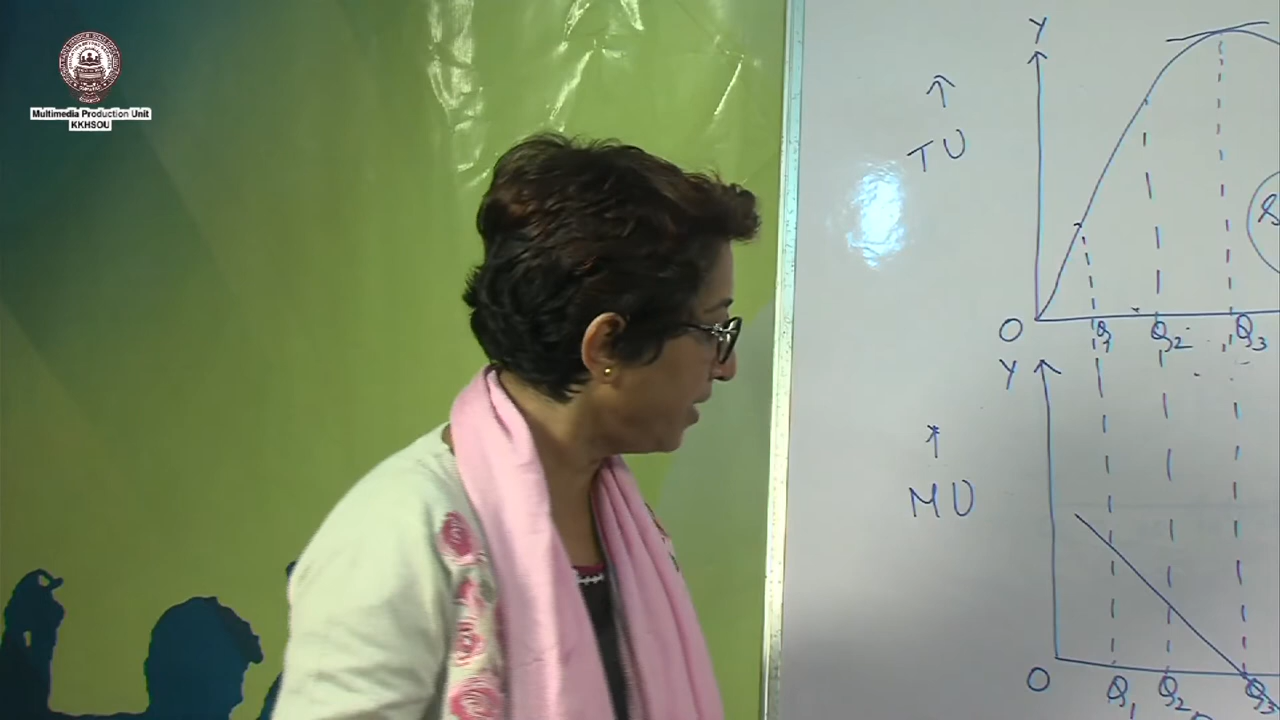 Multimedia Production Unit
KKHSOU
Y
TU
O Q1 Q2 Q3
Y
MU
O Q1 Q2 Q3